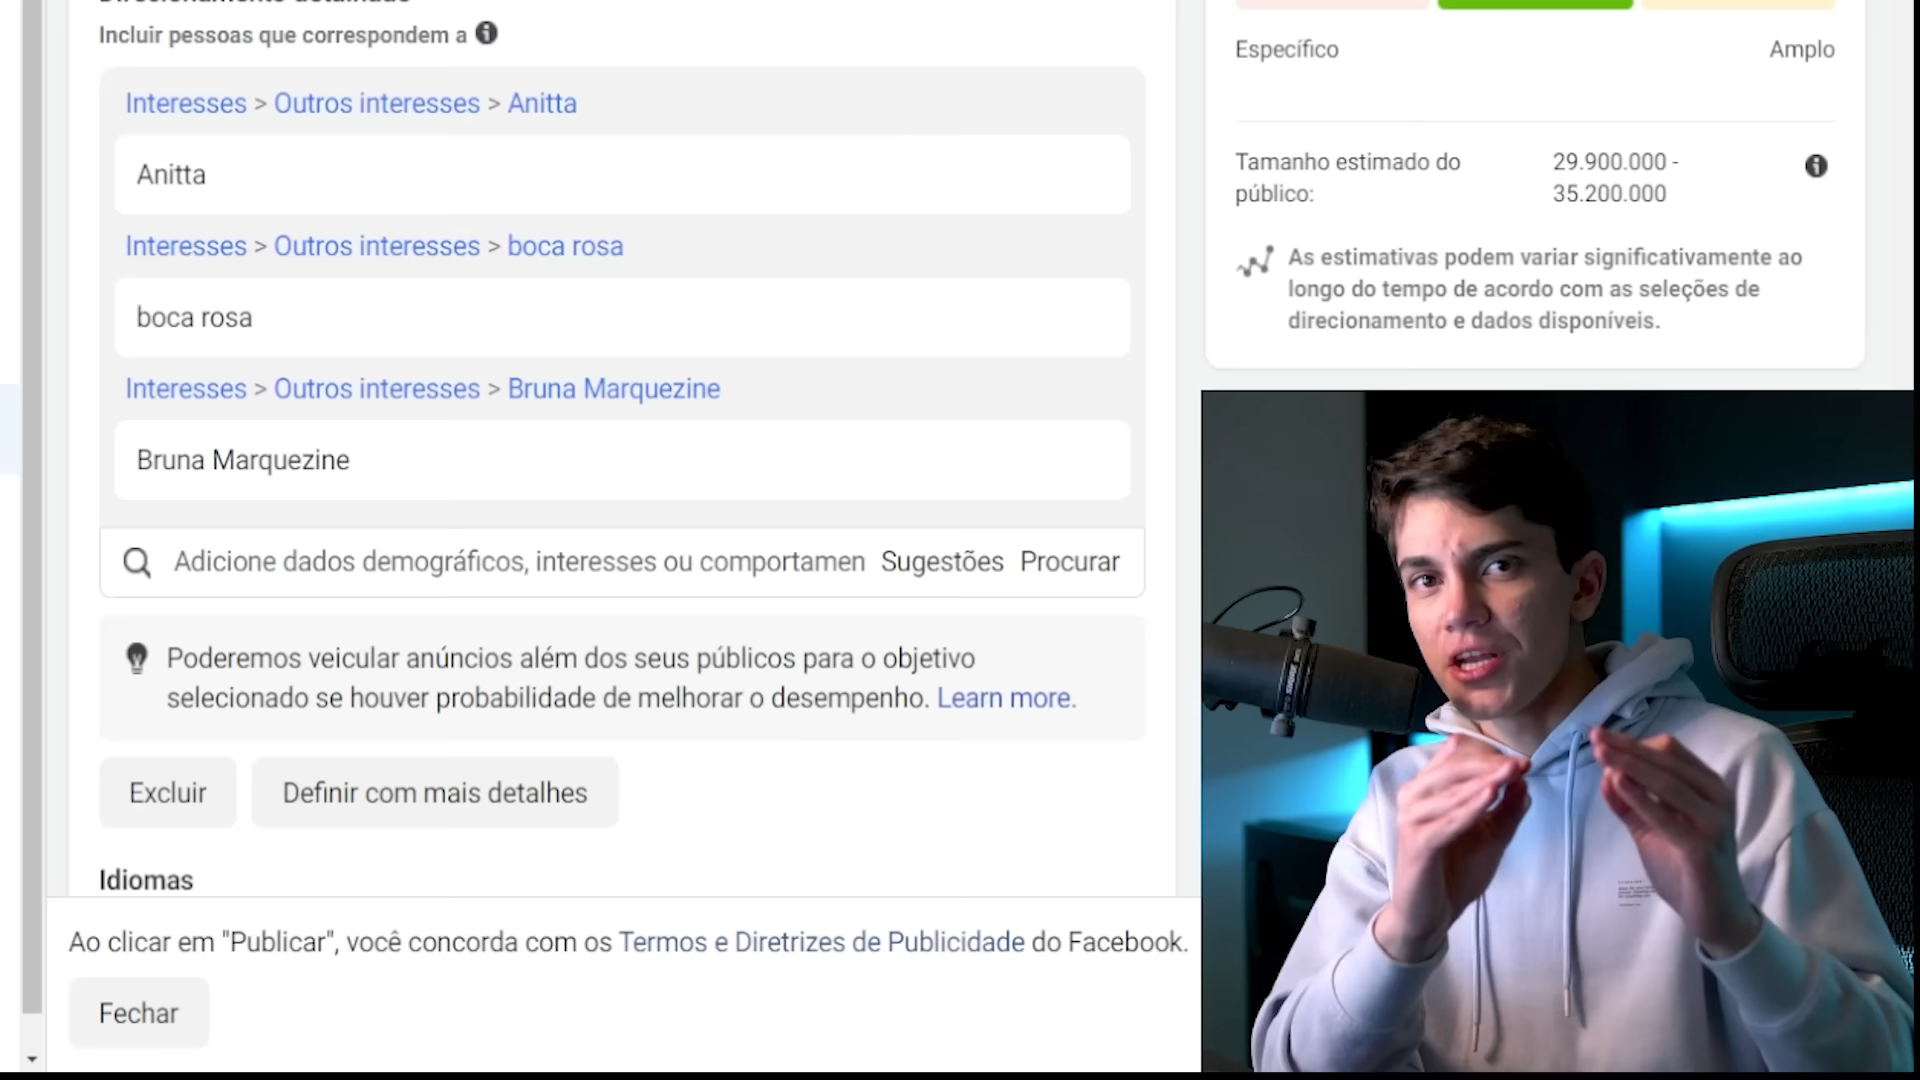 Direcionamento detalhado
Incluir pessoas que correspondem a
Interesses > Outros interesses > Anitta
Anitta
Interesses > Outros interesses > boca rosa
boca rosa
Interesses > Outros interesses > Bruna Marquezine
Bruna Marquezine
Adicione dados demográficos, interesses ou comportamen Sugestões Procurar
Poderemos veicular anúncios além dos seus públicos para o objetivo
selecionado se houver probabilidade de melhorar o desempenho. Learn more.
Excluir Definir com mais detalhes
Idiomas
Ao clicar em "Publicar", você concorda com os Termos e Diretrizes de Publicidade do Facebook.
Fechar
Específico Amplo
Tamanho estimado do
público:
29.900.000 -
35.200.000
As estimativas podem variar significativamente ao
longo do tempo de acordo com as seleções de
direcionamento e dados disponíveis.